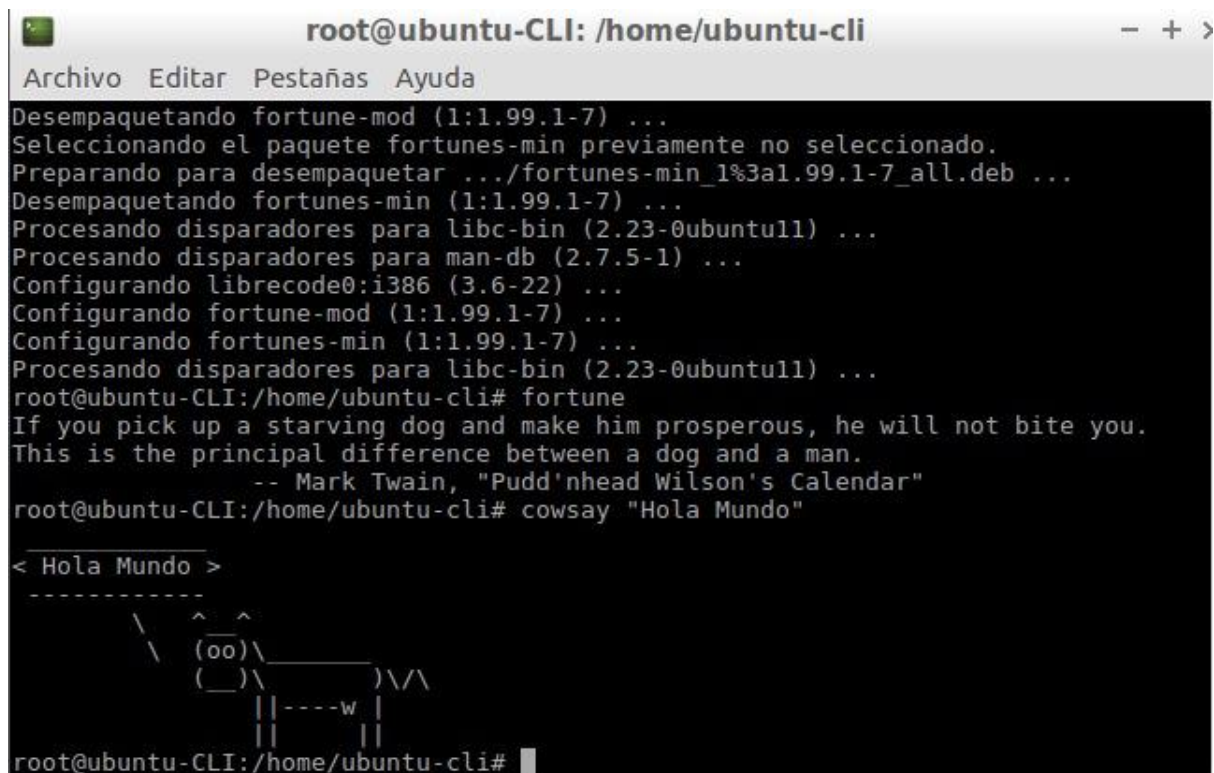 root@ubuntu-CLI: /home/ubuntu-cli
Archivo Editar Pestañas Ayuda
Desempaquetando fortune-mod (1:1.99.1-7) ...
Seleccionando el paquete fortunes-min previamente no seleccionado.
Preparando para desempaquetar .../fortunes-min_1%3a1.99.1-7_all.deb ...
Desempaquetando fortunes-min (1:1.99.1-7) ...
Procesando disparadores para libc-bin (2.23-0ubuntu11) ...
Procesando disparadores para man-db (2.7.5-1) ...
Configurando librecode0:i386 (3.6-22) ...
Configurando fortune-mod (1:1.99.1-7) ...
Configurando fortunes-min (1:1.99.1-7) ...
Procesando disparadores para libc-bin (2.23-0ubuntu11) ...
root@ubuntu-CLI:/home/ubuntu-cli# fortune
If you pick up a starving dog and make him prosperous, he will not bite you.
This is the principal difference between a dog and a man.
                -- Mark Twain, "Pudd'nhead Wilson's Calendar"
root@ubuntu-CLI:/home/ubuntu-cli# cowsay "Hola Mundo"
 ____________
< Hola Mundo >
 ------------
        \   ^__^
         \  (oo)\_______
            (__)\       )\/\
                ||----w |
                ||     ||
root@ubuntu-CLI:/home/ubuntu-cli#